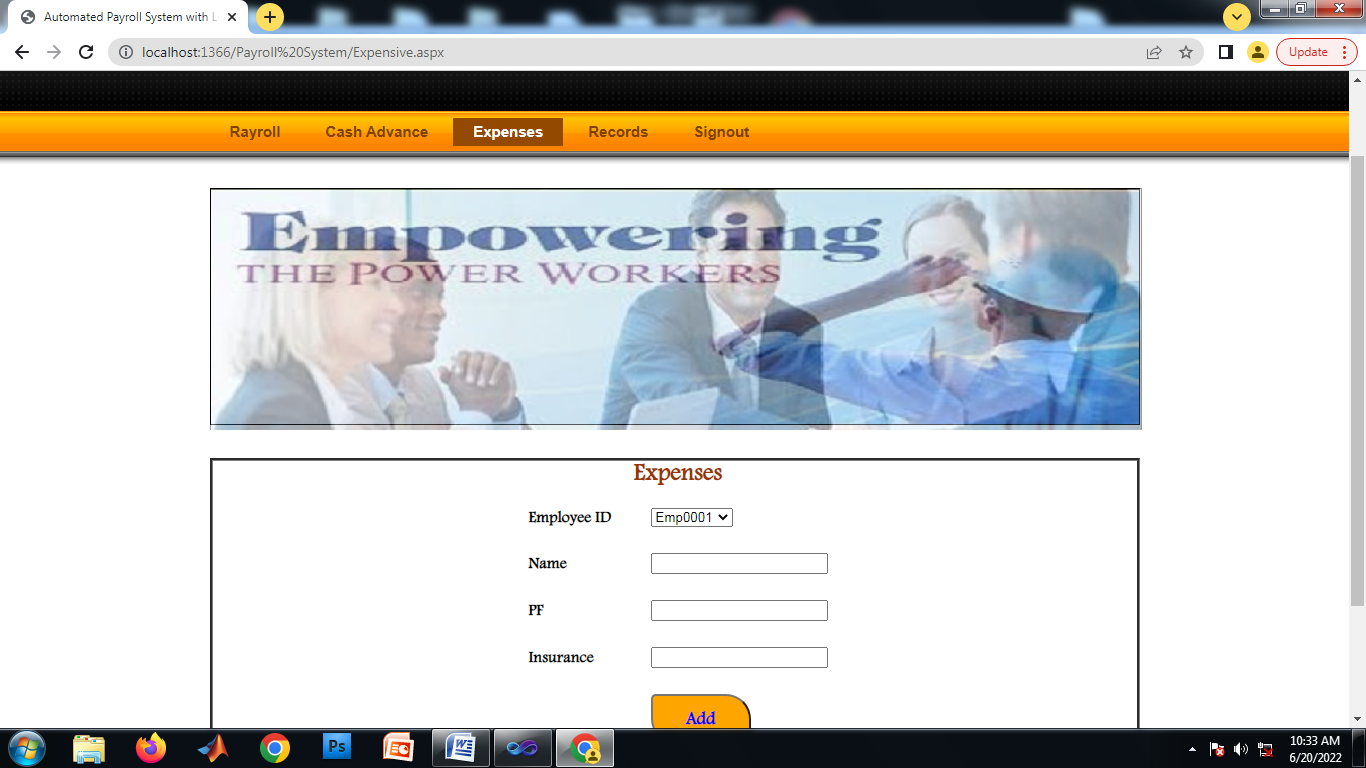 Automated Payroll System with L
localhost:1366/Payroll%20System/Expensive.aspx
Update
Rayroll Cash Advance Expenses Records Signout
Empowering
THE POWER WORKERS
Expenses
Employee ID Emp0001
Name
PF
Insurance
Add
Ps
10:33 AM
6/20/2022